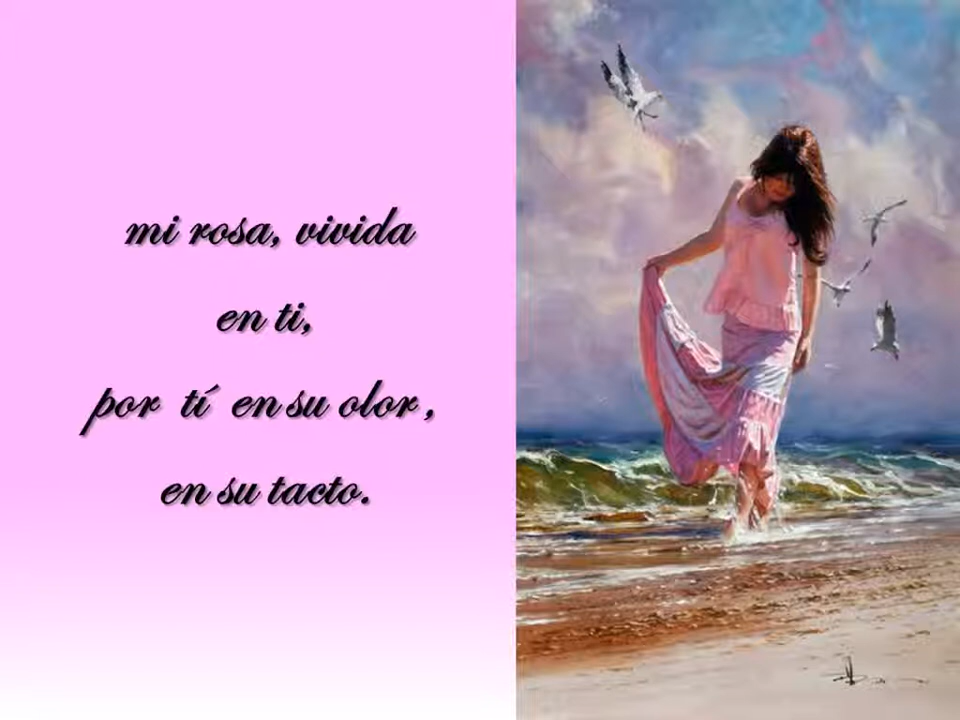 mi rosa, vivida
en ti,
por tí en su olor,
en su tacto.